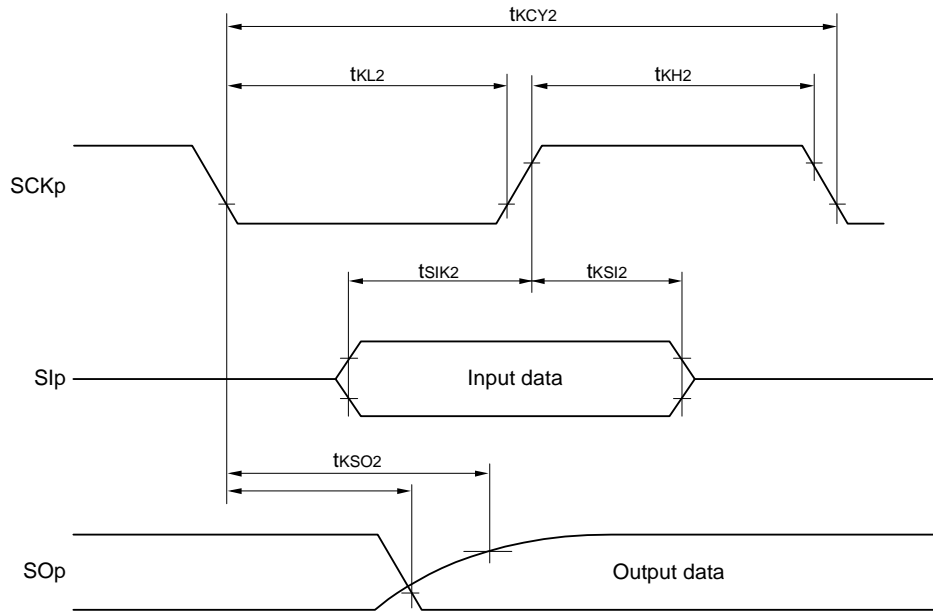 tKCY2
tKL2
tKH2
SCKp
tSIK2
tKSI2
SIp
Input data
tKSO2
SOp
Output data